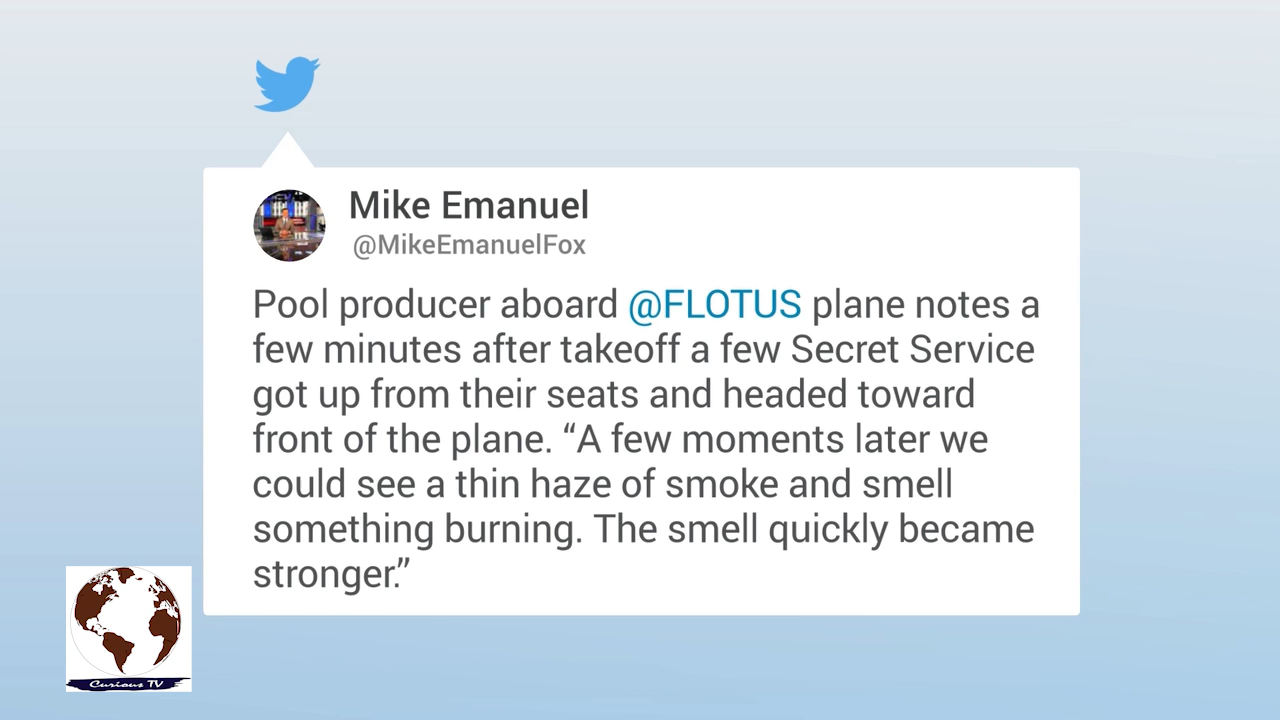 Mike Emanuel
@MikeEmanuelFox
Pool producer aboard @FLOTUS plane notes a
few minutes after takeoff a few Secret Service
got up from their seats and headed toward
front of the plane. “A few moments later we
could see a thin haze of smoke and smell
something burning. The smell quickly became
stronger.”
Curious TV